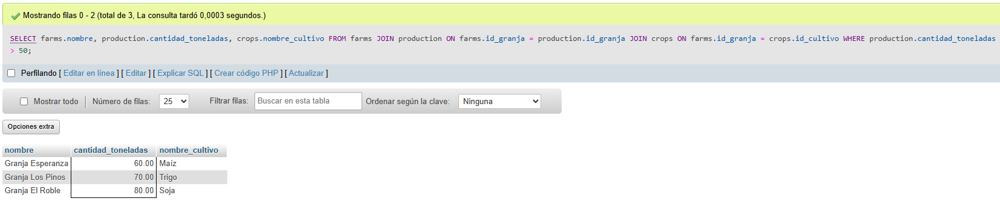 Mostrando filas 0 - 2 (total de 3, La consulta tardó 0,0003 segundos.)
SELECT farms.nombre, production.cantidad_toneladas, crops.nombre_cultivo FROM farms JOIN production ON farms.id_granja = production.id_granja JOIN crops ON farms.id_granja = crops.id_cultivo WHERE production.cantidad_toneladas
> 50;
Perfilando [ Editar en línea ] [ Editar ] [ Explicar SQL ] [ Crear código PHP ] [ Actualizar ]
Mostrar todo | Número de filas: 25 Filtrar filas: Buscar en esta tabla Ordenar según la clave: Ninguna
Opciones extra
nombre cantidad_toneladas nombre_cultivo
Granja Esperanza 60.00 Maíz
Granja Los Pinos 70.00 Trigo
Granja El Roble 80.00 Soja